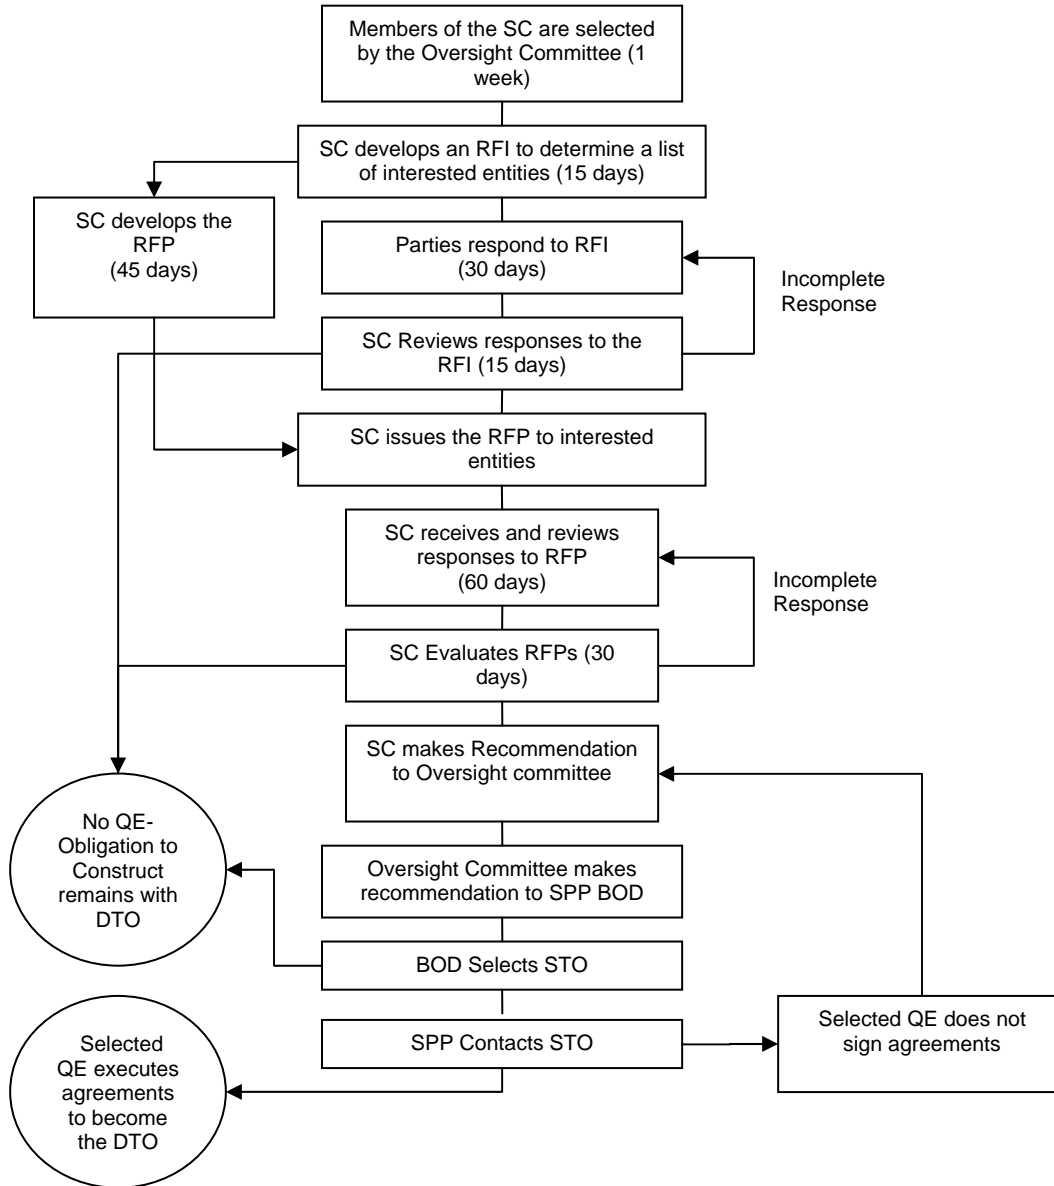 Members of the SC are selected
by the Oversight Committee (1
week)
SC develops an RFI to determine a list
of interested entities (15 days)
SC develops the
RFP
(45 days)
Parties respond to RFI
(30 days)
Incomplete
Response
SC Reviews responses to the
RFI (15 days)
SC issues the RFP to interested
entities
SC receives and reviews
responses to RFP
(60 days)
Incomplete
Response
SC Evaluates RFPs (30
days)
SC makes Recommendation
to Oversight committee
No QE-
Obligation to
Construct
remains with
DTO
Oversight Committee makes
recommendation to SPP BOD
BOD Selects STO
SPP Contacts STO
Selected QE does not
sign agreements
Selected
QE executes
agreements
to become
the DTO